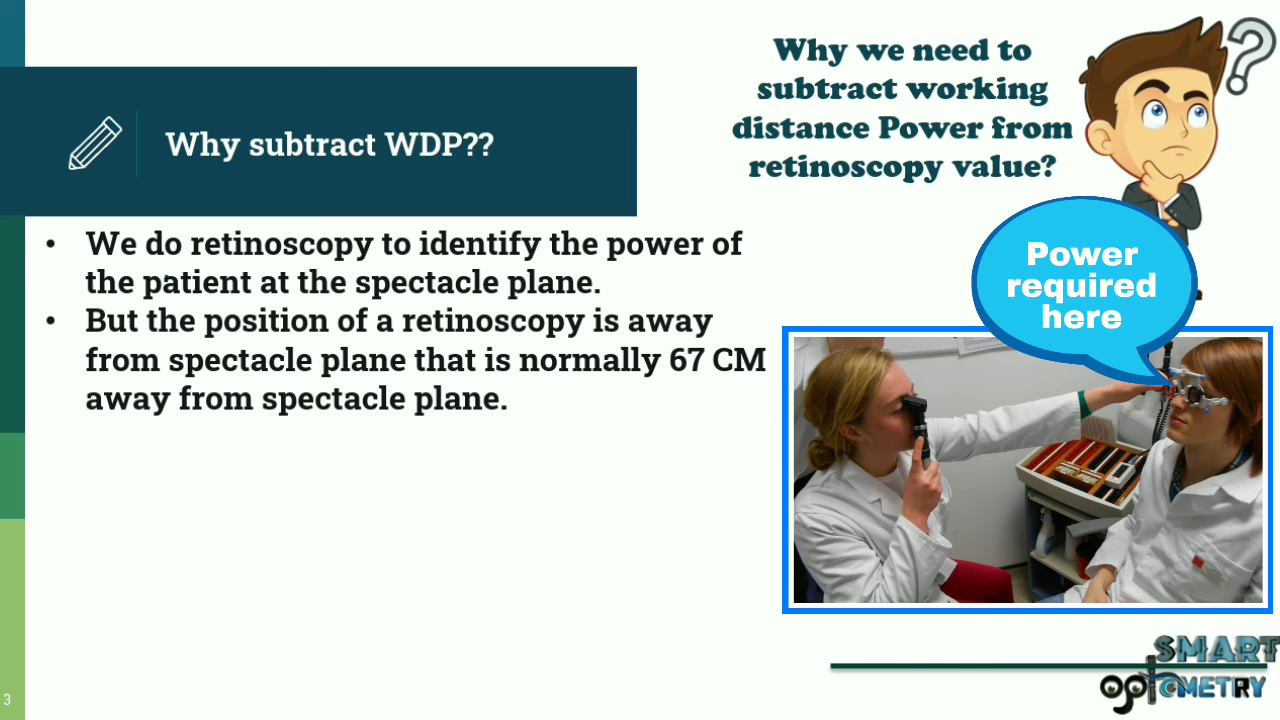 Why we need to
subtract working
distance Power from
retinoscopy value?
Why subtract WDP??
• We do retinoscopy to identify the power of
the patient at the spectacle plane.
• But the position of a retinoscopy is away
from spectacle plane that is normally 67 CM
away from spectacle plane.
Power
required
here
3
SMART
optOMETRY